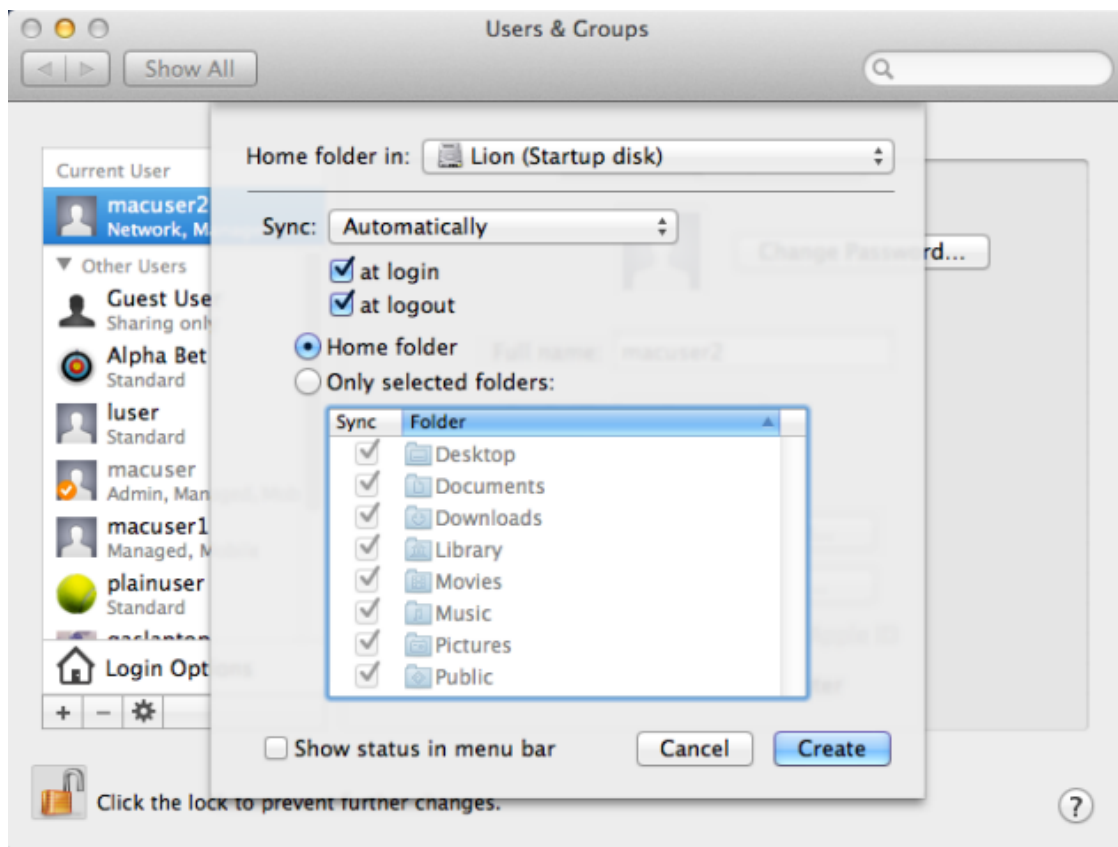 Users & Groups
Show All
Home folder in: Lion (Startup disk)
Current User
macuser2
Network, M
Sync: Automatically
Change Password...
at login
at logout
Other Users
Guest Use
Sharing only
Home folder
Full name: macuser2
Alpha Bet
Standard
Only selected folders:
luser
Standard
Sync Folder
Desktop
macuser
Admin, Man
Documents
Downloads
macuser1
Managed, M
Library
plainuser
Standard
Movies
Music
Pictures
Public
Login Opt
+ −
Show status in menu bar
Cancel
Create
Click the lock to prevent further changes.
?